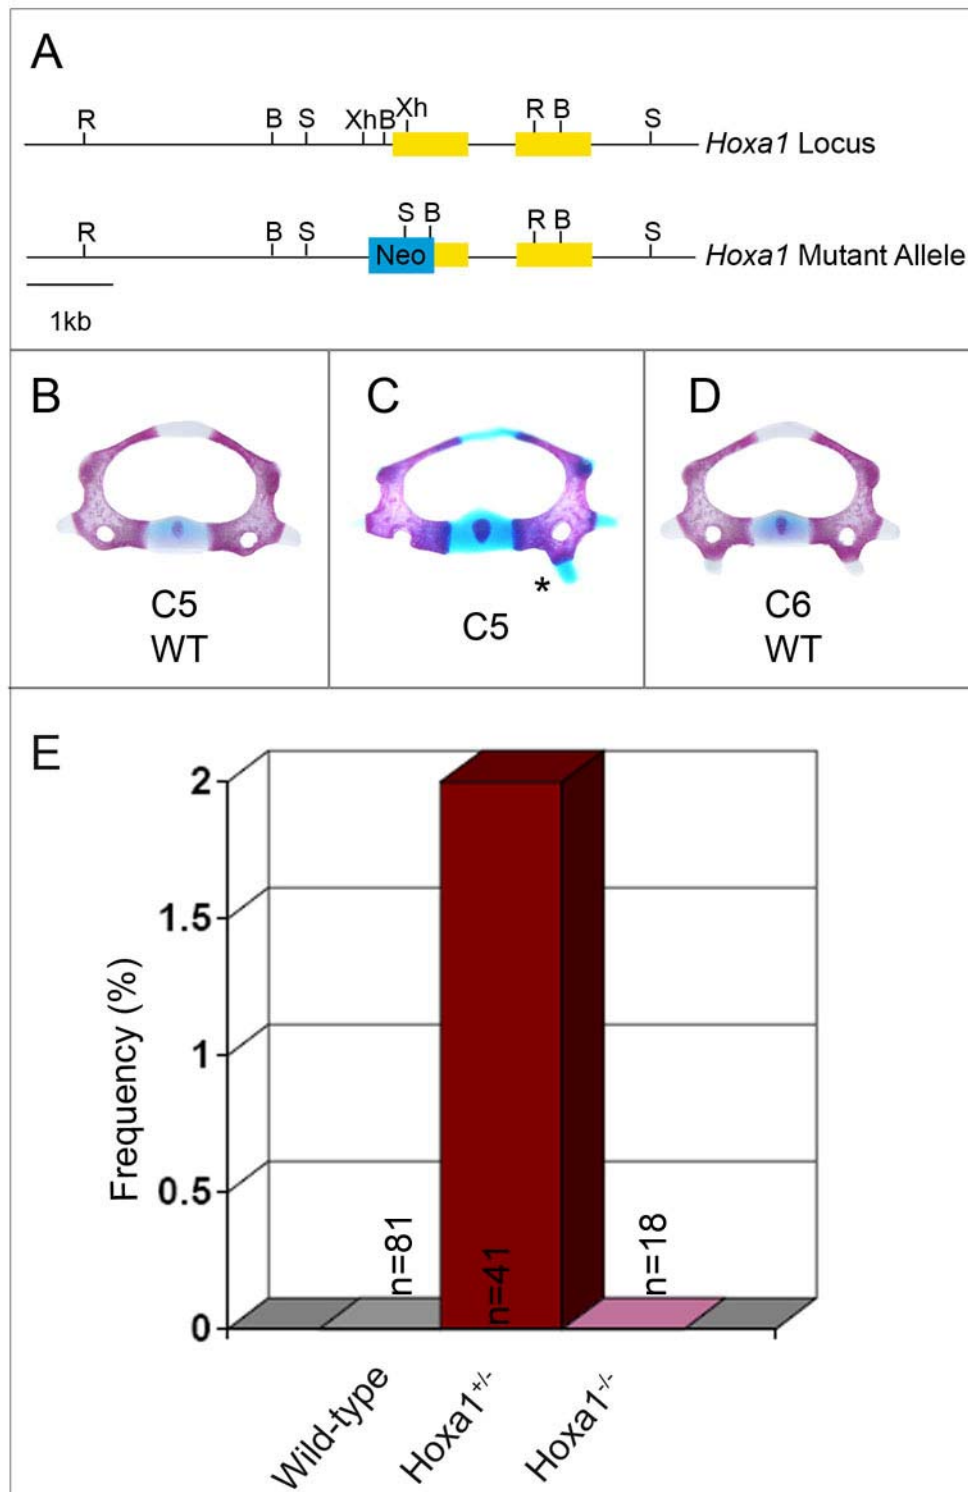 A
R B S Xh B Xh R B S
Hoxa1 Locus
R B S S B R B S
Neo
Hoxa1 Mutant Allele
1kb
B
C5
WT
C
*
C5
D
C6
WT
E
Frequency (%)
2
1.5
1
0.5
0
n=81
n=41
n=18
Wild-type
Hoxa1+/-
Hoxa1-/-